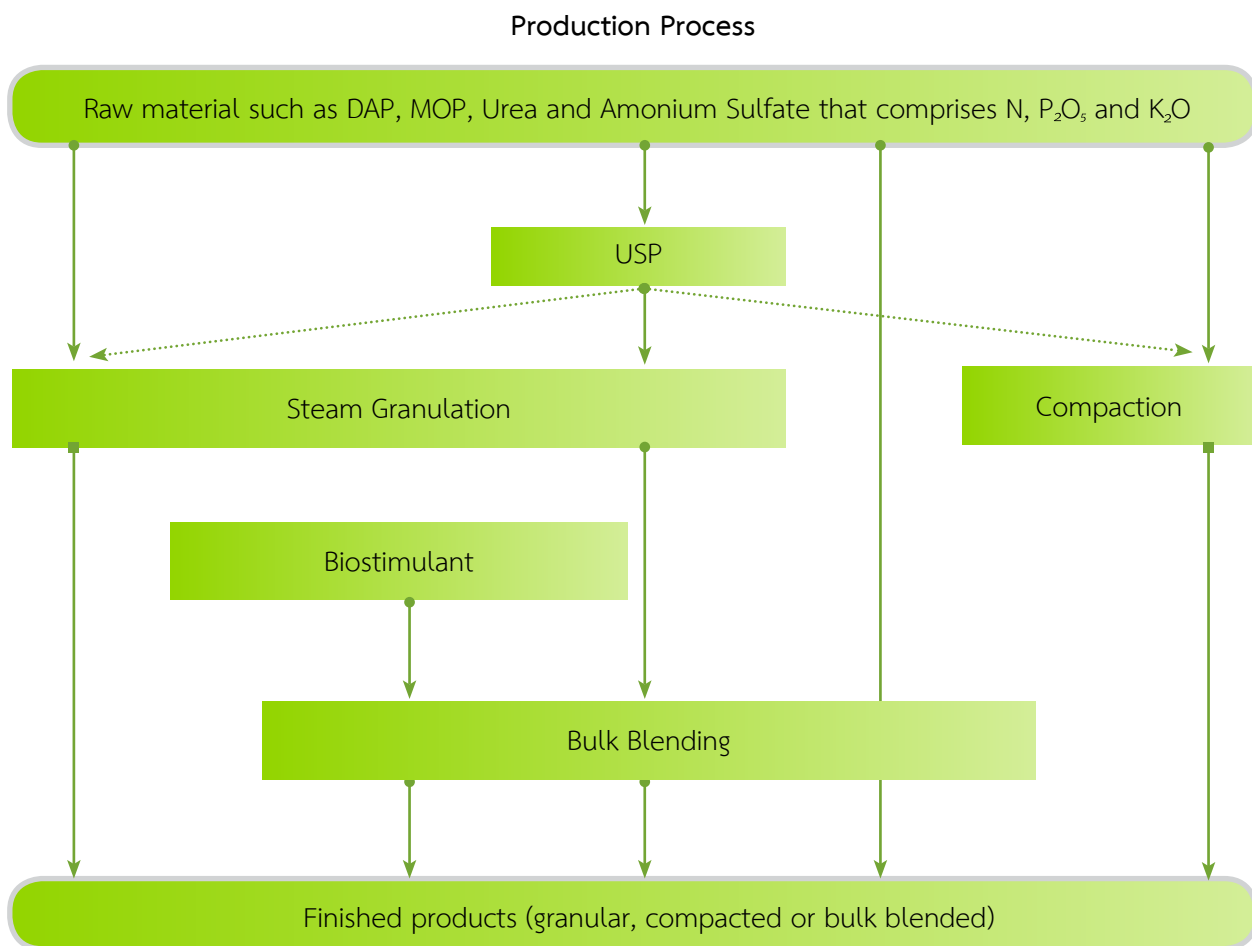 Production Process
Raw material such as DAP, MOP, Urea and Amonium Sulfate that comprises N, P₂O₅ and K₂O
USP
Steam Granulation
Compaction
Biostimulant
Bulk Blending
Finished products (granular, compacted or bulk blended)